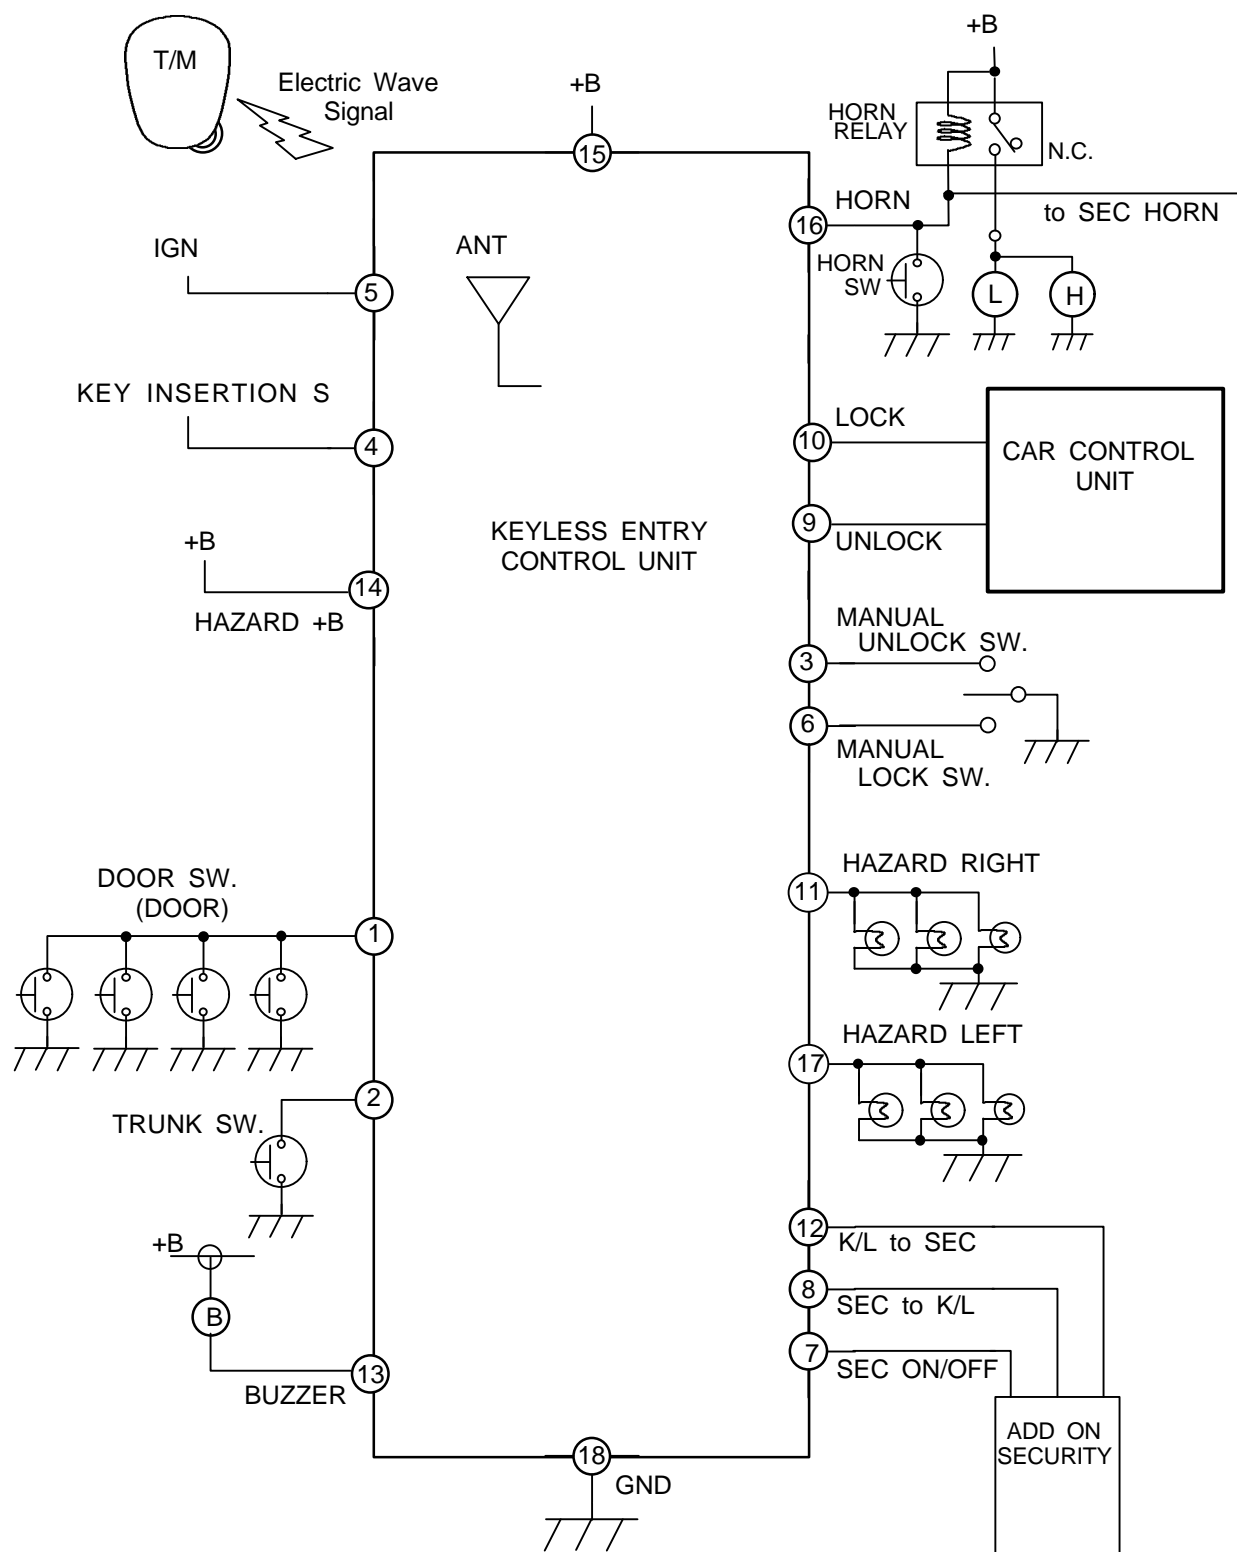 T/M
Electric Wave
Signal
+B
15
+B
HORN
RELAY
N.C.
HORN
16
to SEC HORN
HORN
SW
L
H
IGN
5
ANT
KEY INSERTION S
4
LOCK
10
CAR CONTROL
UNIT
9
UNLOCK
KEYLESS ENTRY
CONTROL UNIT
+B
14
HAZARD +B
MANUAL
UNLOCK SW.
3
6
MANUAL
LOCK SW.
DOOR SW.
(DOOR)
1
HAZARD RIGHT
11
HAZARD LEFT
17
2
TRUNK SW.
+B
B
13
BUZZER
12
K/L to SEC
8
SEC to K/L
7
SEC ON/OFF
ADD ON
SECURITY
18
GND